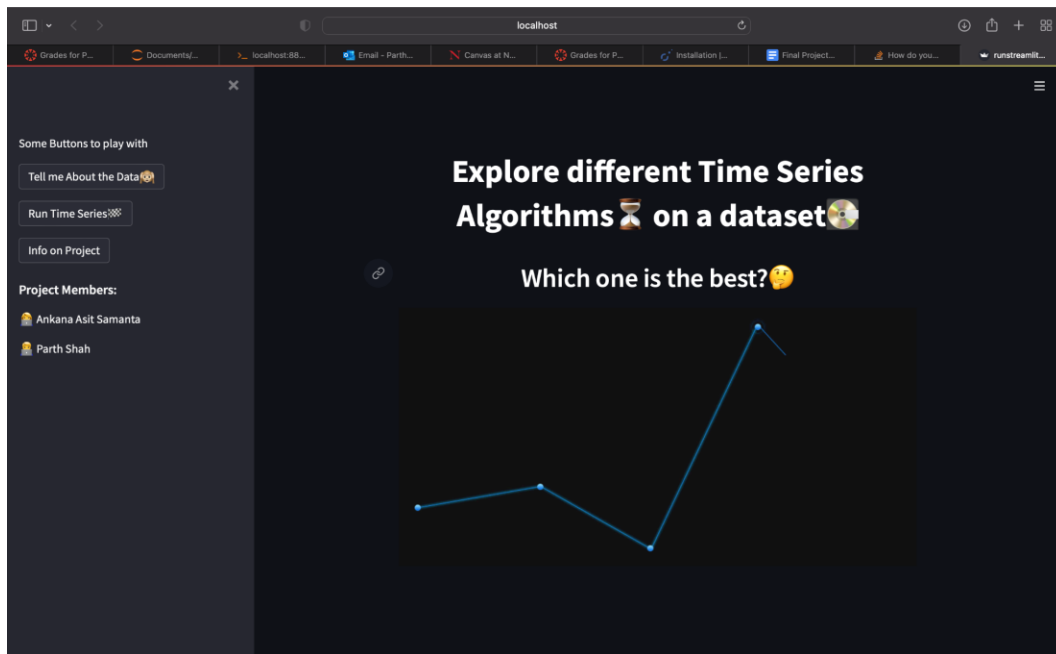 localhost
Grades for P...
Documents/...
localhost:88...
Email - Parth...
Canvas at N...
Grades for P...
Installation |...
Final Project...
How do you...
runstreamlit...
Some Buttons to play with
Tell me About the Data🙈
Run Time Series🏁
Info on Project
Project Members:
Ankana Asit Samanta
Parth Shah
Explore different Time Series
Algorithms⏳ on a dataset💿
Which one is the best?🤔